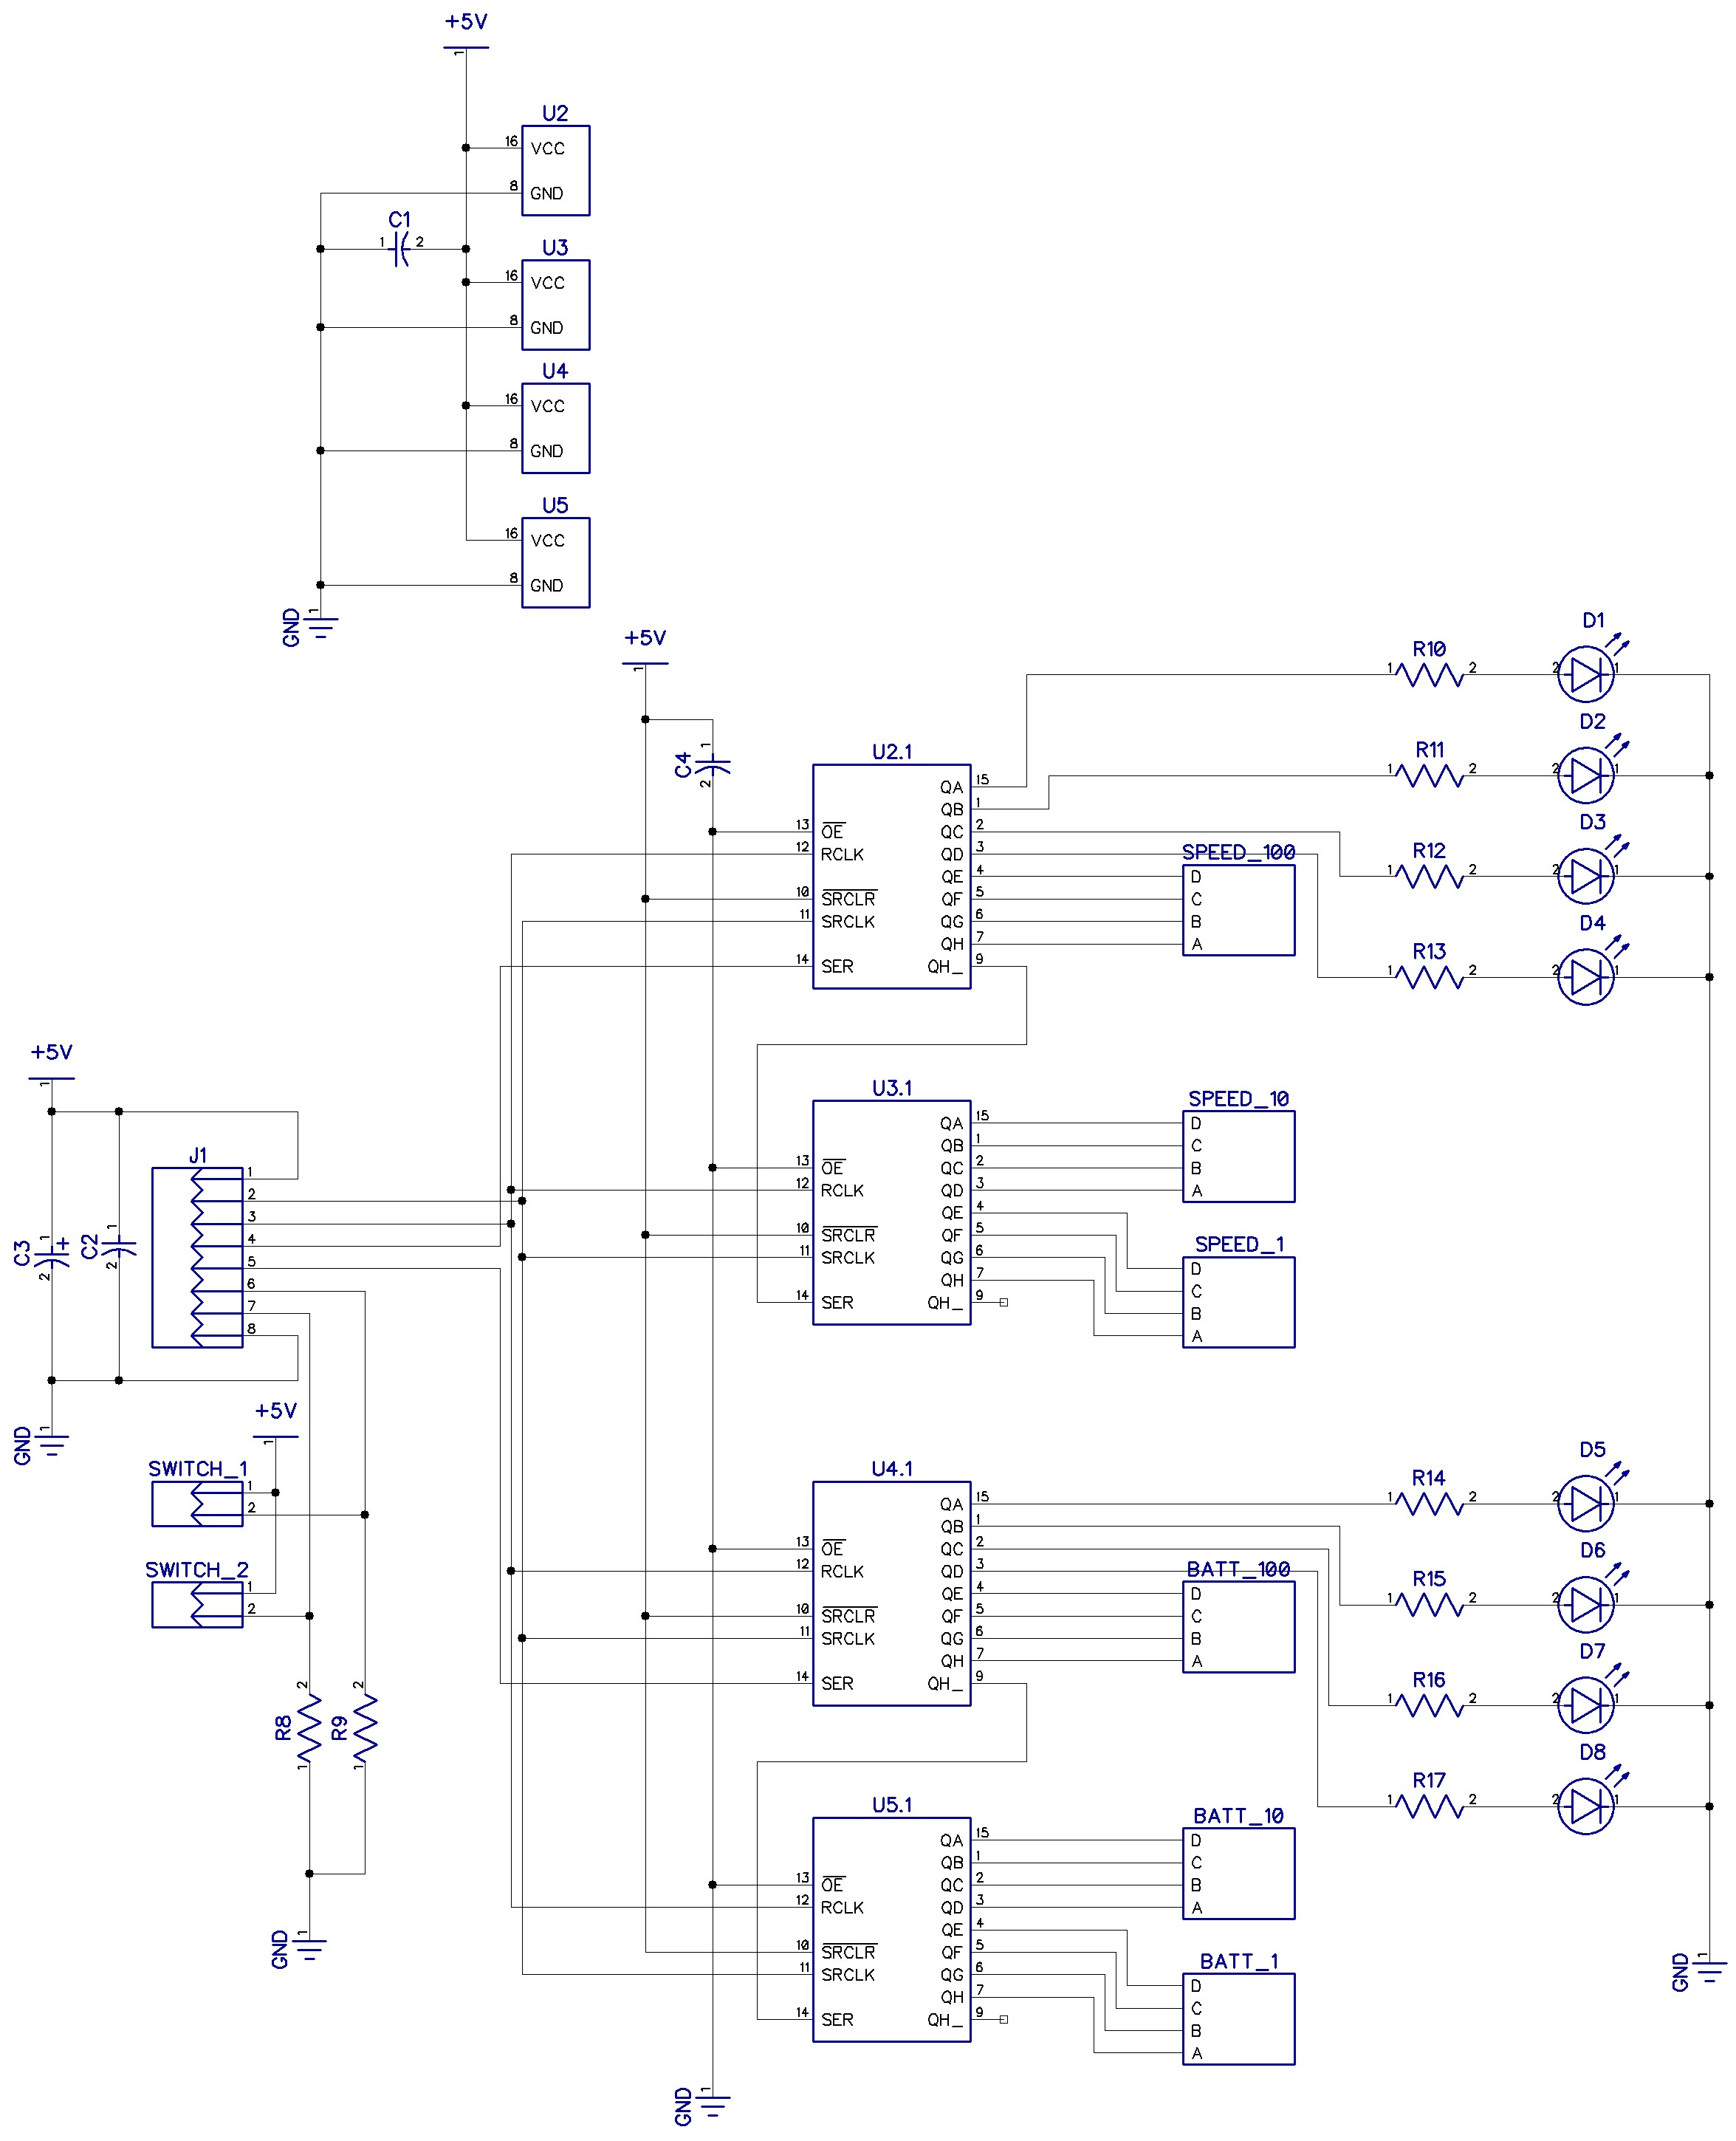 +5V
1
U2
16 VCC
8 GND
C1
1 2
U3
16 VCC
8 GND
U4
16 VCC
8 GND
U5
16 VCC
8 GND
GND 1
+5V
1
C4
1
2
U2.1
13 OE
12 RCLK
10 SRCLR
11 SRCLK
14 SER
QA 15
QB 1
QC 2
QD 3
QE 4
QF 5
QG 6
QH 7
QH_ 9
SPEED_100
D
C
B
A
R10
1 2
D1
2 1
R11
1 2
D2
2 1
R12
1 2
D3
2 1
R13
1 2
D4
2 1
U3.1
13 OE
12 RCLK
10 SRCLR
11 SRCLK
14 SER
QA 15
QB 1
QC 2
QD 3
QE 4
QF 5
QG 6
QH 7
QH_ 9
SPEED_10
D
C
B
A
SPEED_1
D
C
B
A
+5V
1
C3
1 +
2
C2
1
2
J1
1
2
3
4
5
6
7
8
GND 1
+5V
1
SWITCH_1
1
2
SWITCH_2
1
2
R8
2
1
R9
2
1
GND 1
U4.1
13 OE
12 RCLK
10 SRCLR
11 SRCLK
14 SER
QA 15
QB 1
QC 2
QD 3
QE 4
QF 5
QG 6
QH 7
QH_ 9
BATT_100
D
C
B
A
R14
1 2
D5
2 1
R15
1 2
D6
2 1
R16
1 2
D7
2 1
R17
1 2
D8
2 1
U5.1
13 OE
12 RCLK
10 SRCLR
11 SRCLK
14 SER
QA 15
QB 1
QC 2
QD 3
QE 4
QF 5
QG 6
QH 7
QH_ 9
BATT_10
D
C
B
A
BATT_1
D
C
B
A
GND 1
GND 1